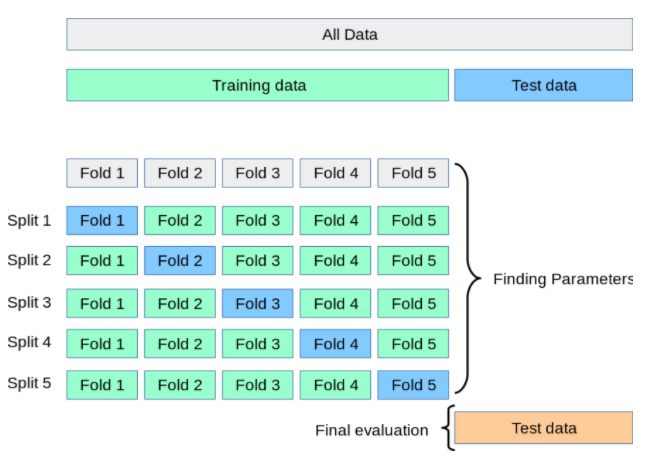 All Data
Training data Test data
Fold 1 Fold 2 Fold 3 Fold 4 Fold 5
Split 1 Fold 1 Fold 2 Fold 3 Fold 4 Fold 5
Split 2 Fold 1 Fold 2 Fold 3 Fold 4 Fold 5
Finding Parameters
Split 3 Fold 1 Fold 2 Fold 3 Fold 4 Fold 5
Split 4 Fold 1 Fold 2 Fold 3 Fold 4 Fold 5
Split 5 Fold 1 Fold 2 Fold 3 Fold 4 Fold 5
Final evaluation Test data